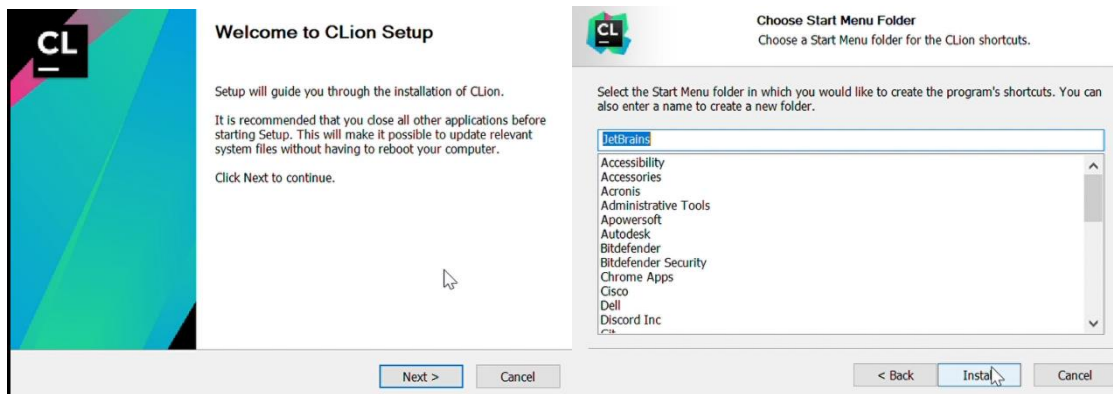 CL
Welcome to CLion Setup
Setup will guide you through the installation of CLion.
It is recommended that you close all other applications before
starting Setup. This will make it possible to update relevant
system files without having to reboot your computer.
Click Next to continue.
Next >
Cancel
CL
Choose Start Menu Folder
Choose a Start Menu folder for the CLion shortcuts.
Select the Start Menu folder in which you would like to create the program's shortcuts. You can
also enter a name to create a new folder.
JetBrains
Accessibility
Accessories
Acronis
Administrative Tools
Apowersoft
Autodesk
Bitdefender
Bitdefender Security
Chrome Apps
Cisco
Dell
Discord Inc
< Back
Install
Cancel